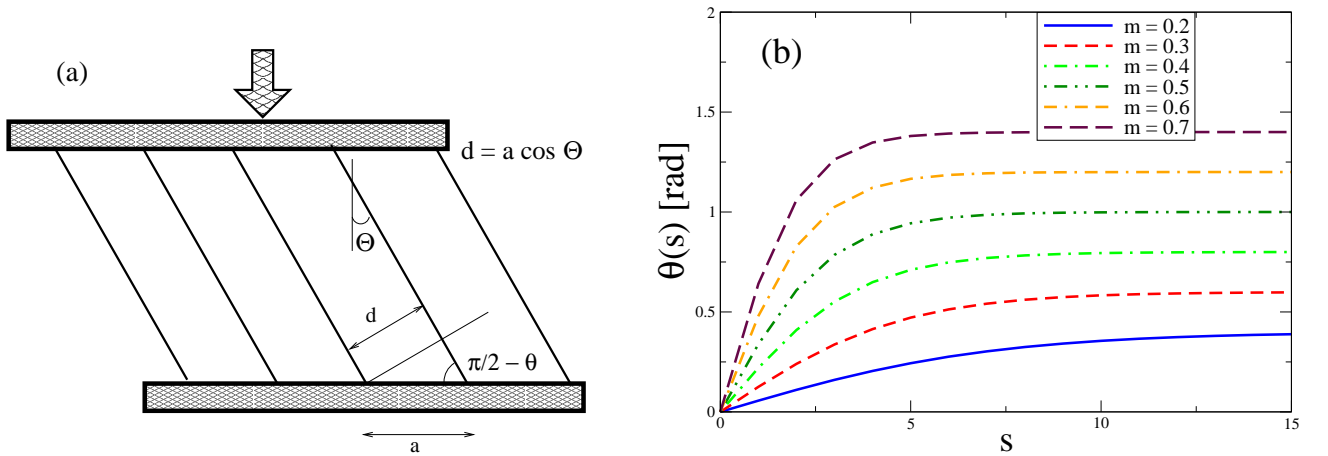 (a)
d = a cos Θ
Θ
d
π/2 − θ
a
(b)
θ(s) [rad]
2
1.5
1
0.5
0
0
5
10
15
s
m = 0.2
m = 0.3
m = 0.4
m = 0.5
m = 0.6
m = 0.7